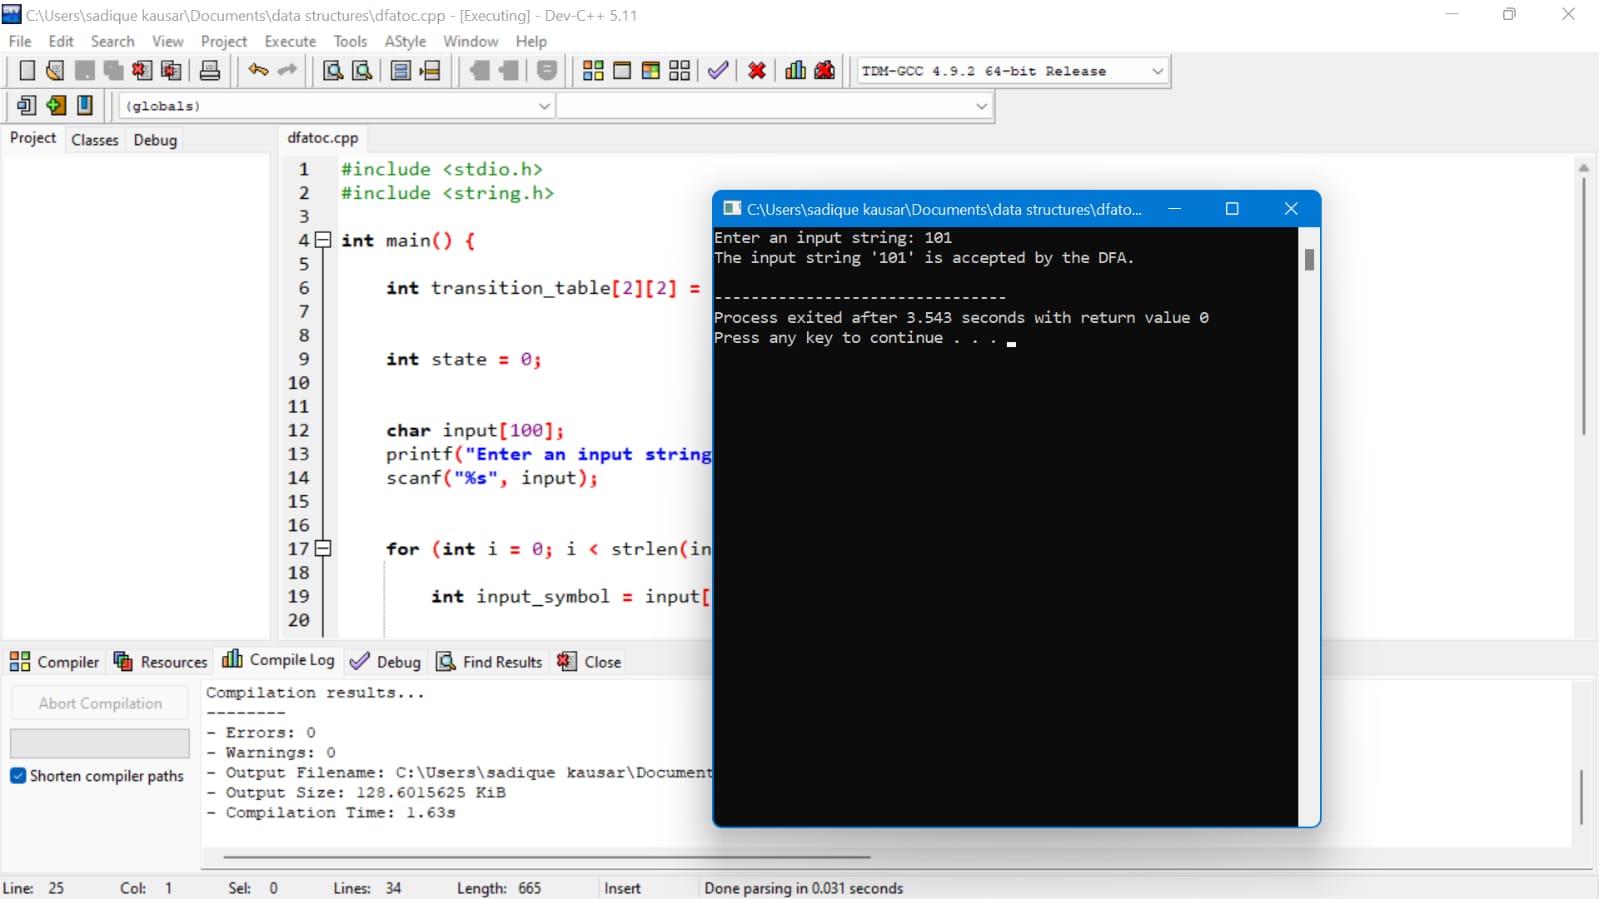 C:\Users\sadique kausar\Documents\data structures\dfatoc.cpp - [Executing] - Dev-C++ 5.11
File Edit Search View Project Execute Tools AStyle Window Help
TDM-GCC 4.9.2 64-bit Release
(globals)
Project Classes Debug
dfatoc.cpp
1 #include <stdio.h>
2 #include <string.h>
3
4 int main() {
5
6 int transition_table[2][2] =
7
8
9 int state = 0;
10
11
12 char input[100];
13 printf("Enter an input string
14 scanf("%s", input);
15
16
17 for (int i = 0; i < strlen(in
18
19 int input_symbol = input[
20
C:\Users\sadique kausar\Documents\data structures\dfato...
Enter an input string: 101
The input string '101' is accepted by the DFA.
--------------------------------
Process exited after 3.543 seconds with return value 0
Press any key to continue . . .
Compiler Resources Compile Log Debug Find Results Close
Abort Compilation
Shorten compiler paths
Compilation results...
--------
- Errors: 0
- Warnings: 0
- Output Filename: C:\Users\sadique kausar\Document
- Output Size: 128.6015625 KiB
- Compilation Time: 1.63s
Line: 25 Col: 1 Sel: 0 Lines: 34 Length: 665 Insert Done parsing in 0.031 seconds